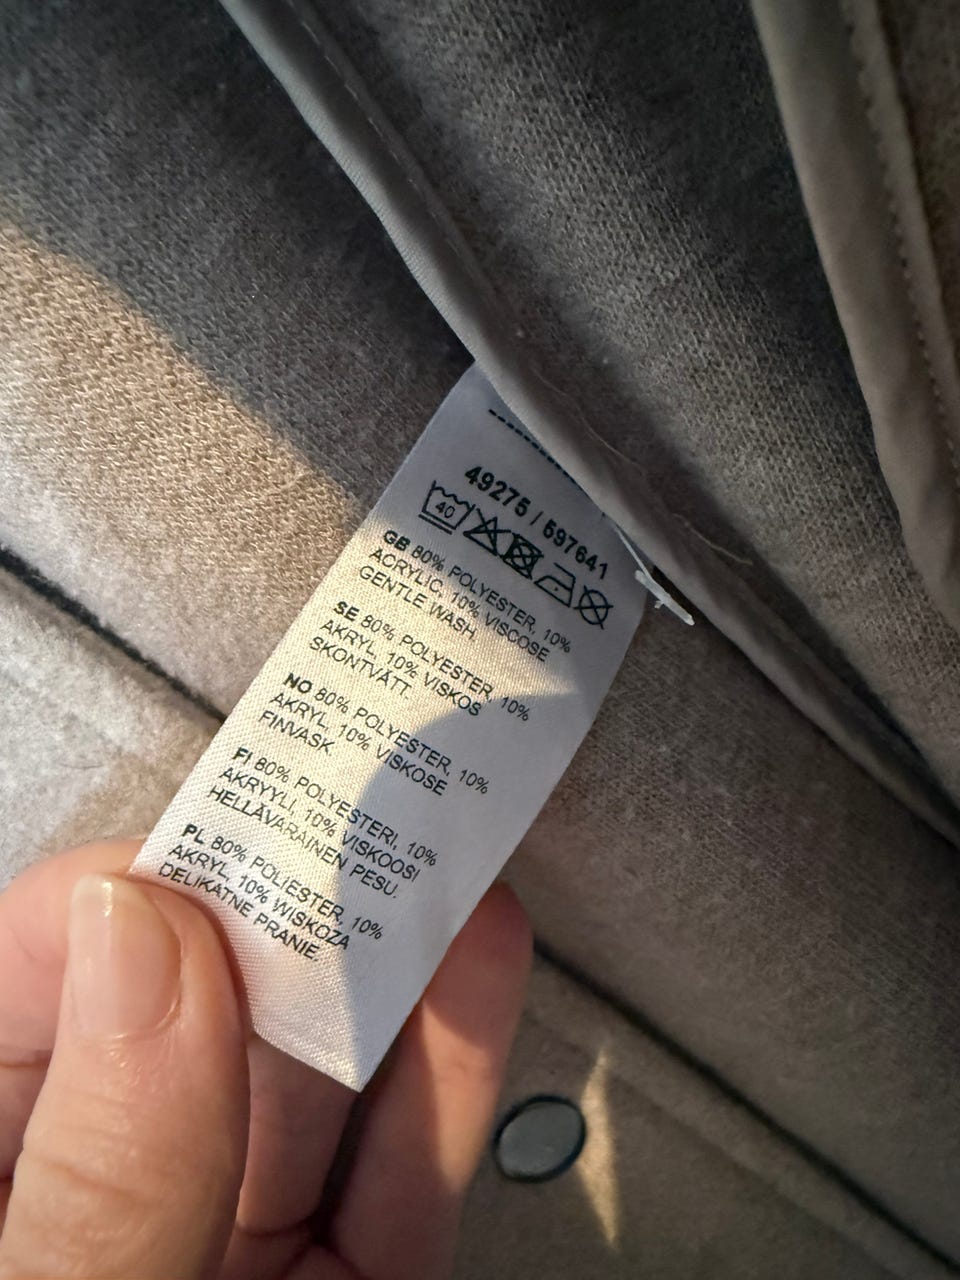 49275 / 597641
40
GB 80% POLYESTER, 10%
ACRYLIC, 10% VISCOSE
GENTLE WASH
SE 80% POLYESTER, 10%
AKRYL, 10% VISKOS
SKONTVÄTT.
NO 80% POLYESTER, 10%
AKRYL, 10% VISKOSE
FINVASK
FI 80% POLYESTERI, 10%
AKRYYLI, 10% VISKOOSI
HELLÄVARAINEN PESU.
PL 80% POLIESTER, 10%
AKRYL, 10% WISKOZA
DELIKATNE PRANIE.